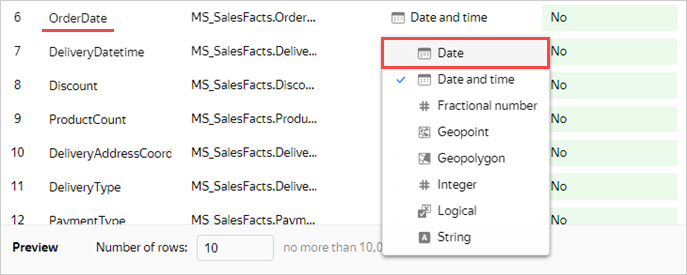 6 OrderDate MS_SalesFacts.Order... Date and time No
7 DeliveryDatetime MS_SalesFacts.Delive... Date No
8 Discount MS_SalesFacts.Disco... Date and time No
9 ProductCount MS_SalesFacts.Produ... Fractional number No
10 DeliveryAddressCoord MS_SalesFacts.Delive... Geopoint No
Geopolygon
11 DeliveryType MS_SalesFacts.Delive... Integer No
12 PaymentType MS_SalesFacts.Paym... Logical No
String
Preview Number of rows: 10 no more than 10,0